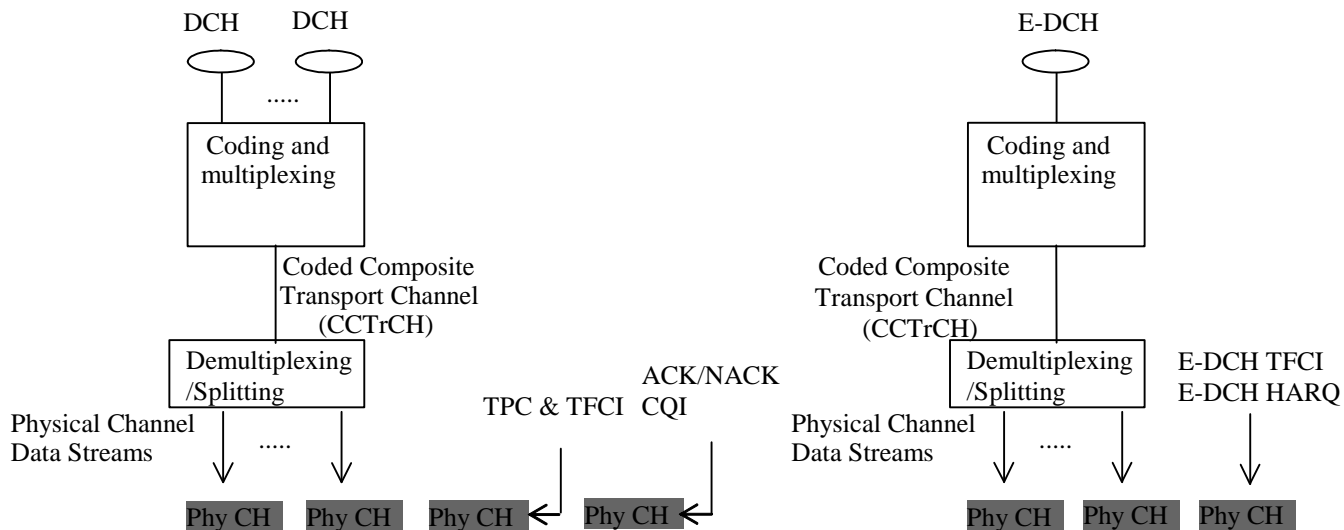 DCH
DCH
.....
Coding and
multiplexing
Coded Composite
Transport Channel
(CCTrCH)
Demultiplexing
/Splitting
Physical Channel
Data Streams
.....
TPC & TFCI
ACK/NACK
CQI
Phy CH
Phy CH
Phy CH
Phy CH
E-DCH
Coding and
multiplexing
Coded Composite
Transport Channel
(CCTrCH)
Demultiplexing
/Splitting
E-DCH TFCI
E-DCH HARQ
Physical Channel
Data Streams
.....
Phy CH
Phy CH
Phy CH